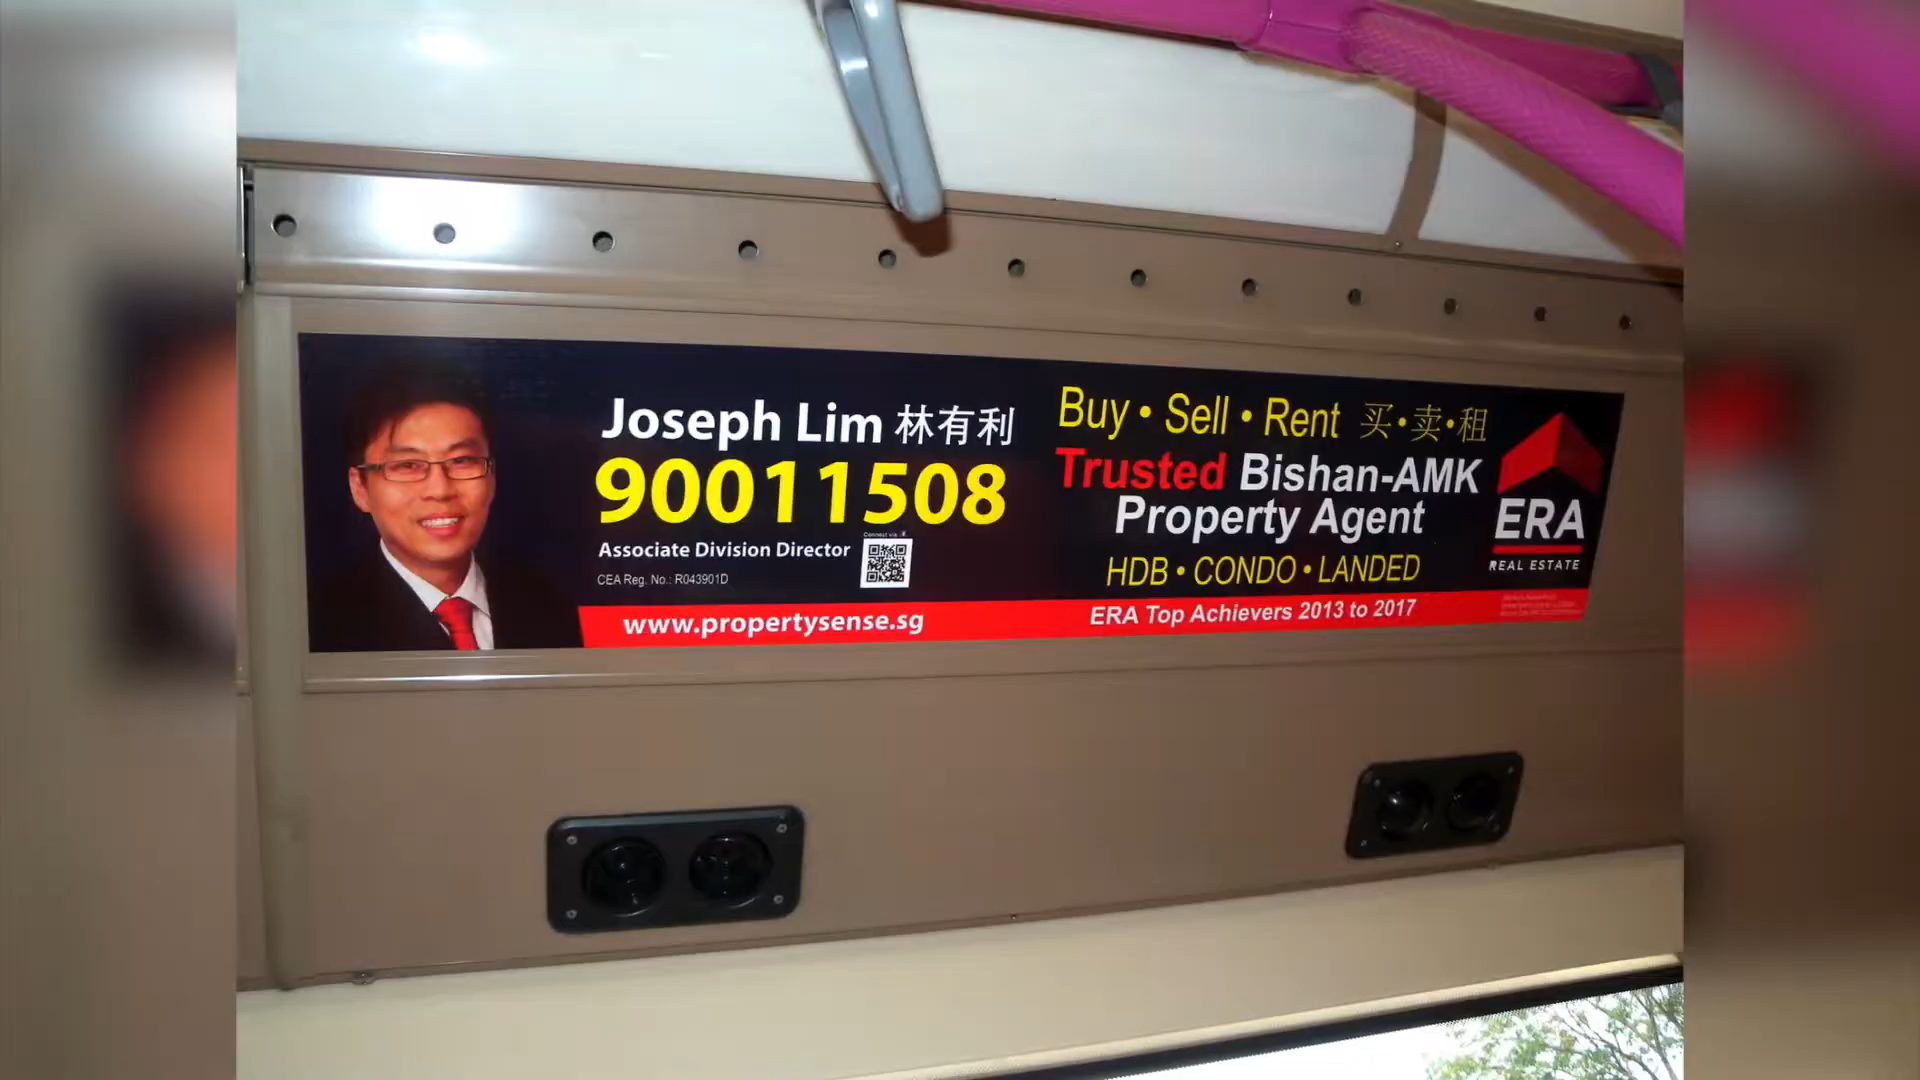 Joseph Lim 林有利
90011508
Associate Division Director
CEA Reg. No.: R043901D
Connect via
www.propertysense.sg
Buy • Sell • Rent 买•卖•租
Trusted Bishan-AMK
Property Agent
HDB • CONDO • LANDED
ERA Top Achievers 2013 to 2017
ERA
REAL ESTATE